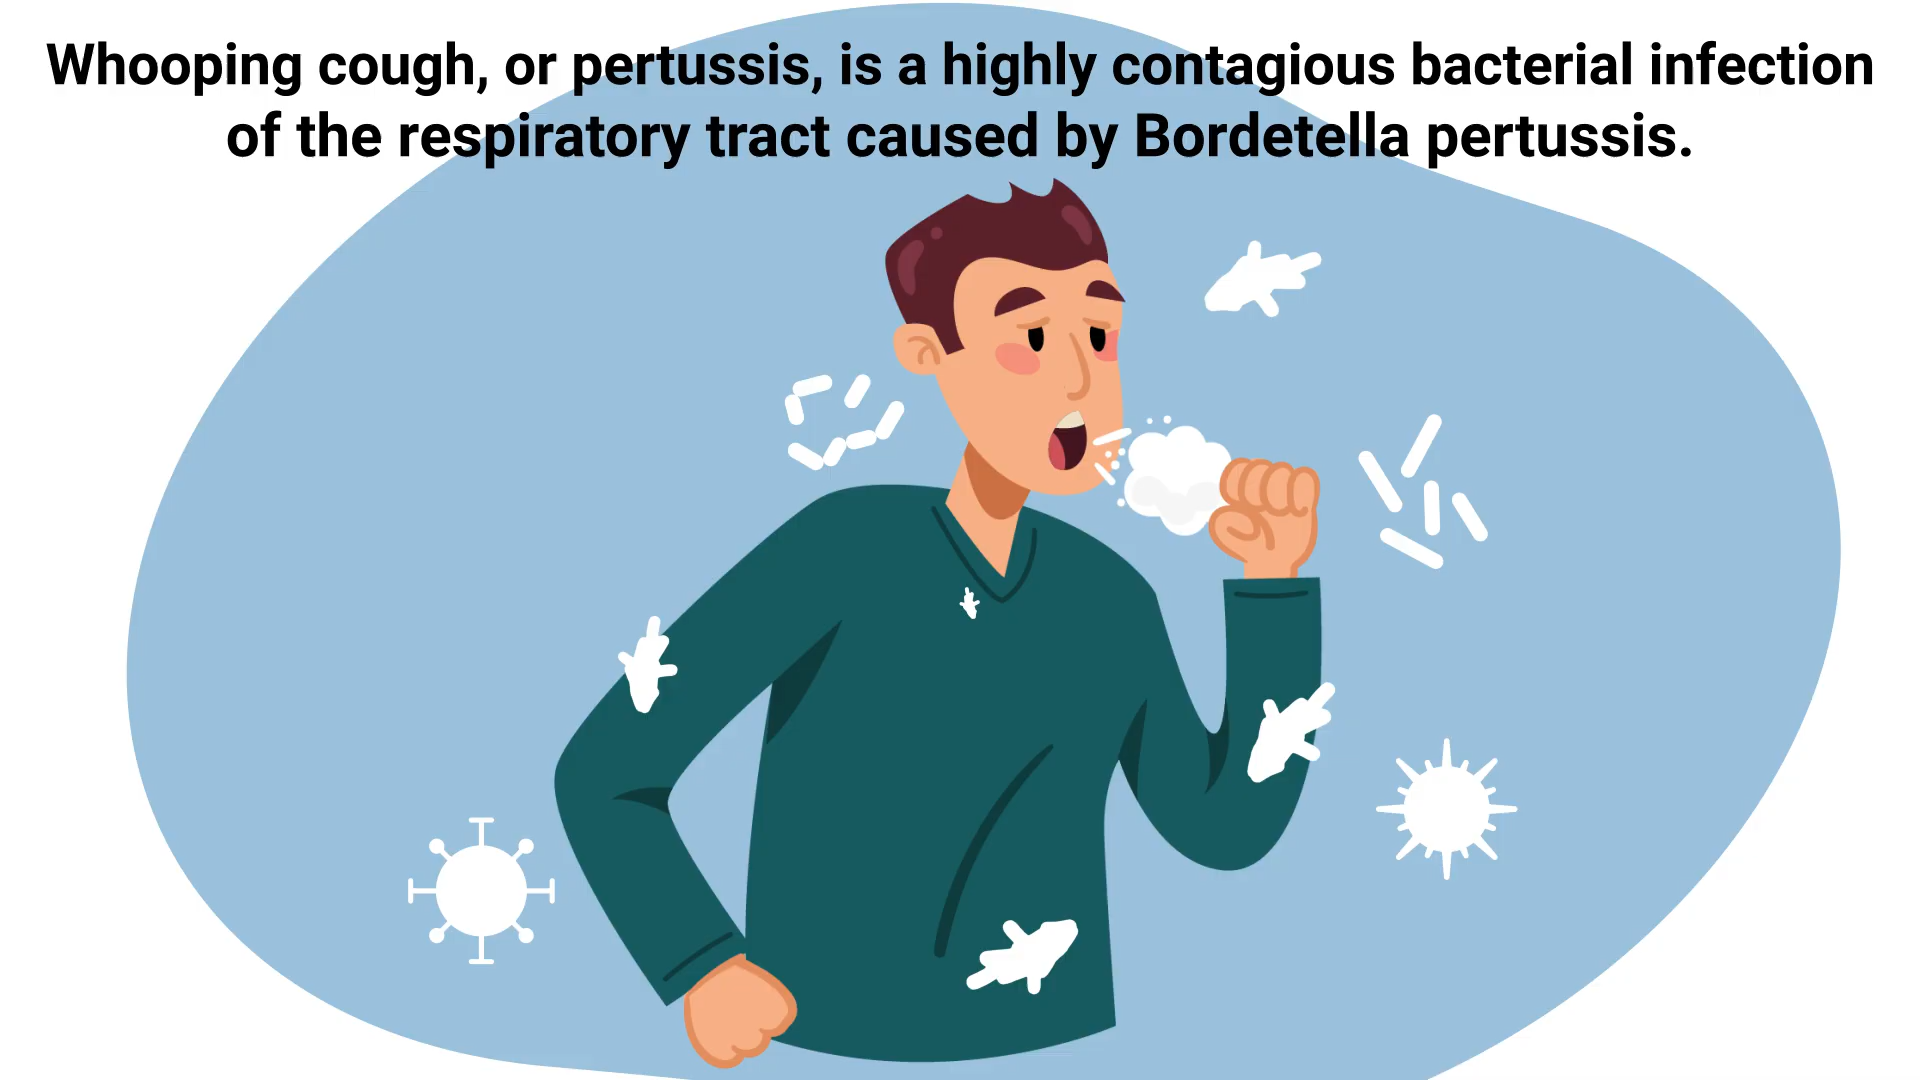 Whooping cough, or pertussis, is a highly contagious bacterial infection
of the respiratory tract caused by Bordetella pertussis.